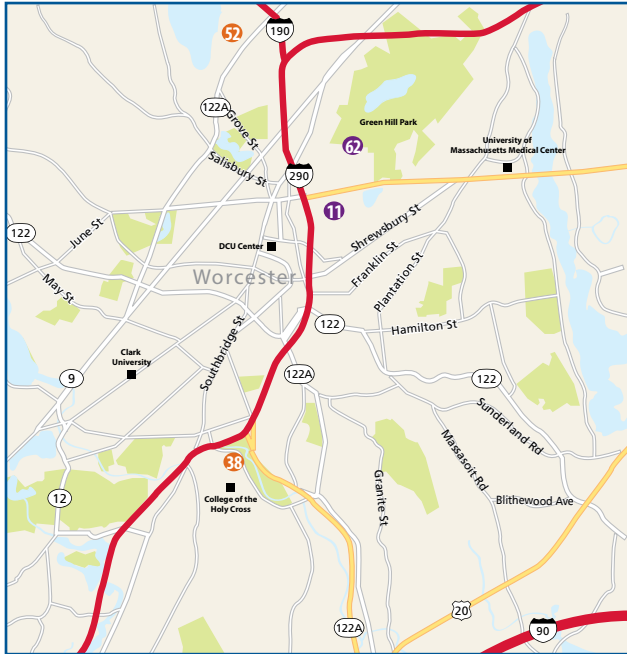 52
190
122A
Grove St
Green Hill Park
62
University of
Massachusetts Medical Center
Salisbury St
290
11
June St
122
DCU Center
Shrewsbury St
Franklin St
Plantation St
Worcester
May St
122
Hamilton St
Southbridge St
Clark
University
9
122A
122
Sunderland Rd
Massasoit Rd
38
Granite St
College of the
Holy Cross
12
Blithewood Ave
20
122A
90